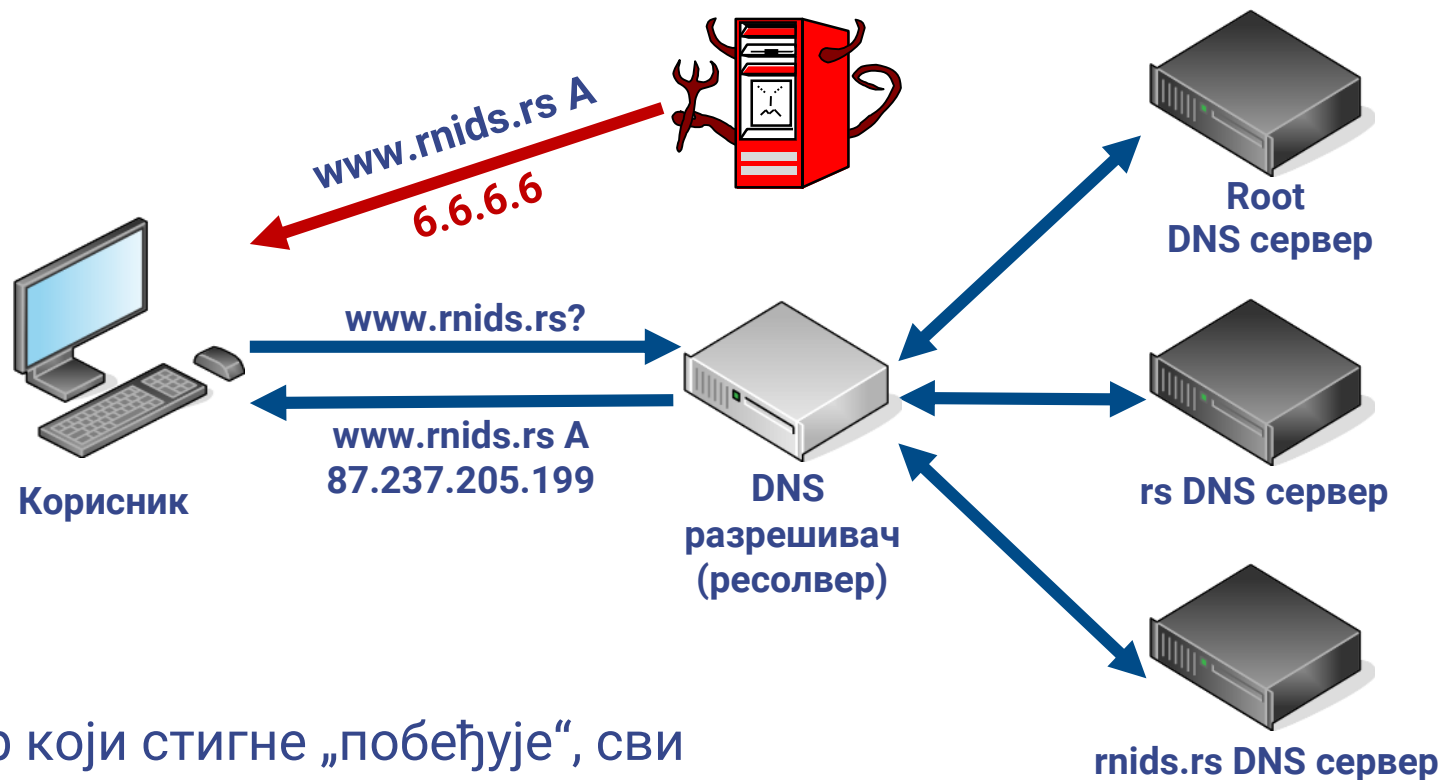 www.rnids.rs A
6.6.6.6
Root
DNS сервер
www.rnids.rs?
www.rnids.rs A
87.237.205.199
Корисник
DNS
разрешивач
(ресолвер)
rs DNS сервер
rnids.rs DNS сервер
који стигне „побеђује“, сви